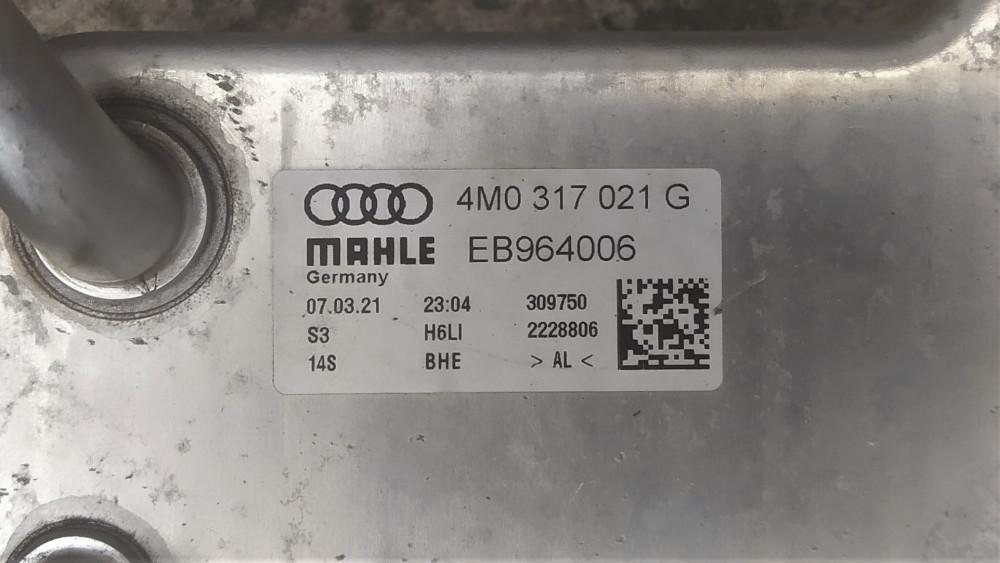 4M0 317 021 G
MAHLE EB964006
Germany
07.03.21 23:04 309750
S3 H6LI 2228806
14S BHE > AL <